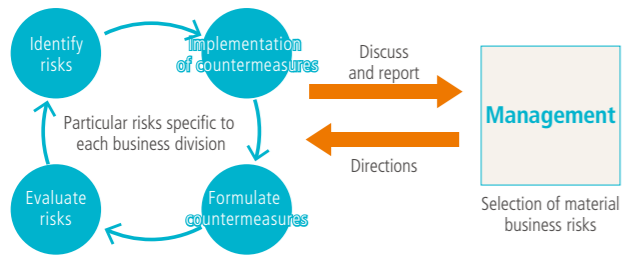 Identify
risks
Implementation
of countermeasures
Discuss
and report
Management
Particular risks specific to
each business division
Directions
Evaluate
risks
Formulate
countermeasures
Selection of material
business risks